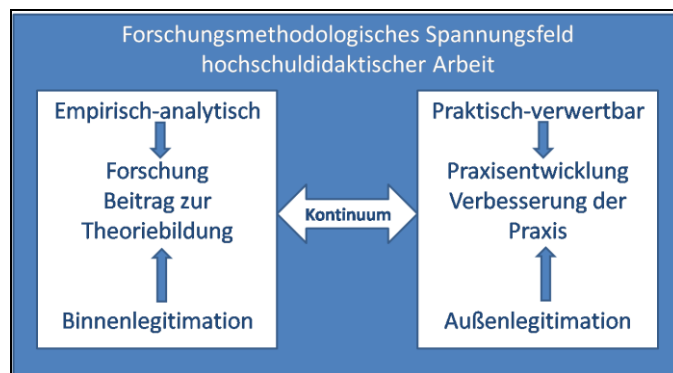 Forschungsmethodologisches Spannungsfeld
hochschuldidaktischer Arbeit
Empirisch-analytisch
Forschung
Beitrag zur
Theoriebildung
Binnenlegitimation
Kontinuum
Praktisch-verwertbar
Praxisentwicklung
Verbesserung der
Praxis
Außenlegitimation